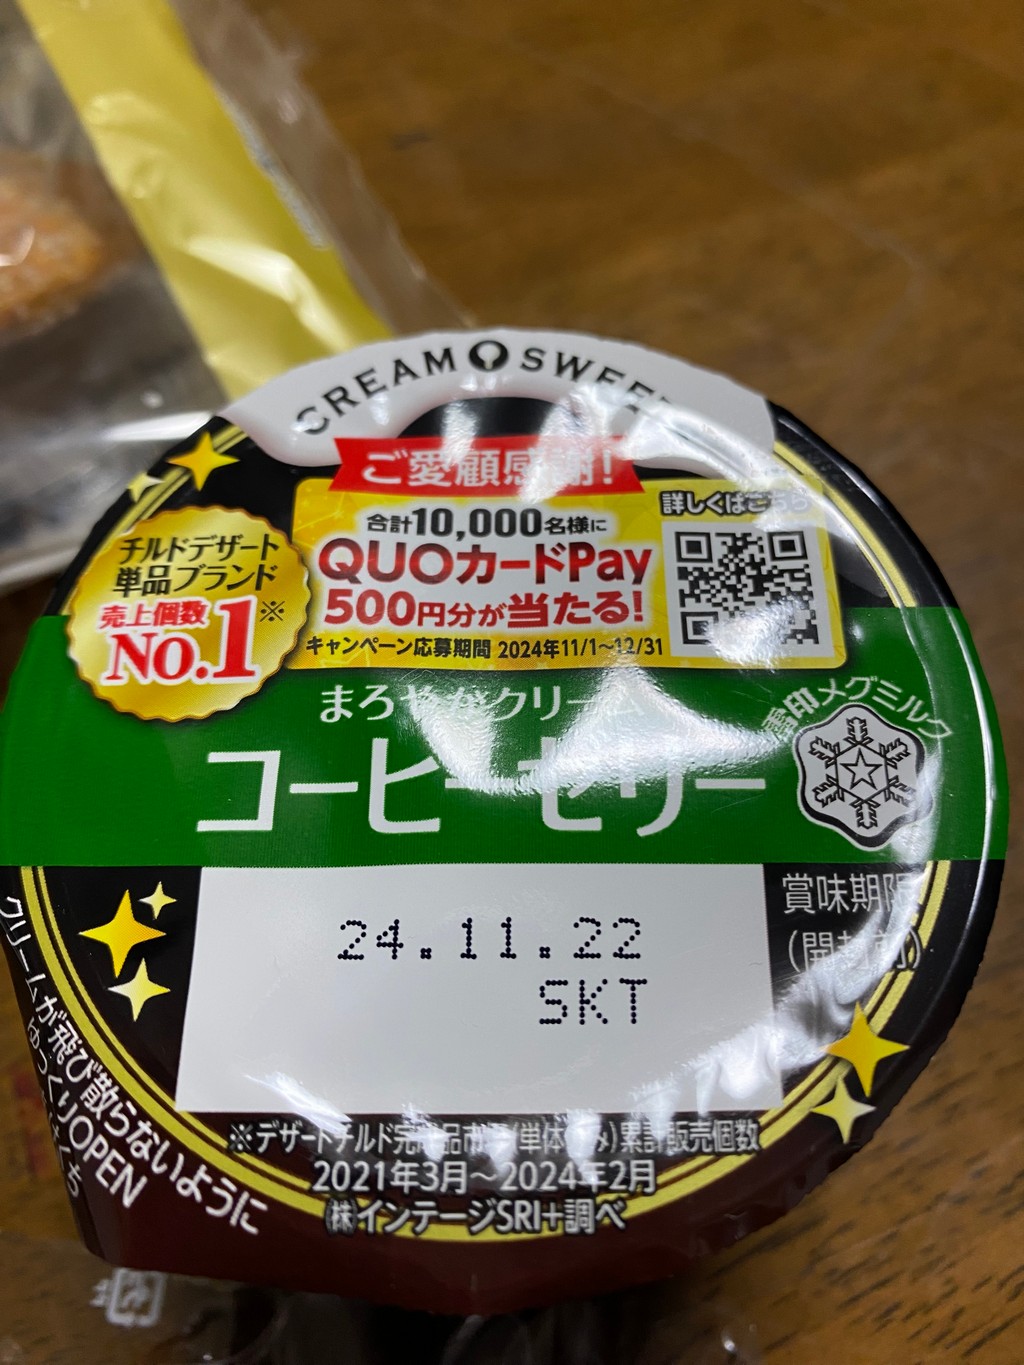 CREAM SWEET
ご愛顧感謝!
合計10,000名様に
QUOカードPay
500円分が当たる!
キャンペーン応募期間 2024年11/1~12/31
詳しくはこちら
チルドデザート
単品ブランド
売上個数
No.1※
まろやかクリーム
コーヒーゼリー
雪印メグミルク
賞味期限
(開封前)
24.11.22
SKT
クリームが飛び散らないように
ゆっくりOPEN
※デザートチルド完成品市場(単体のみ)累計販売個数
2021年3月~2024年2月
㈱インテージSRI+調べ